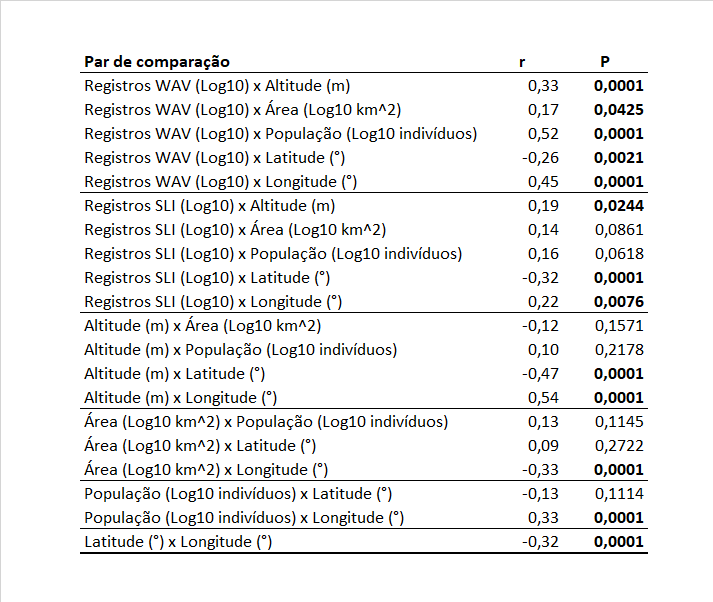 Par de comparação r P
Registros WAV (Log10) x Altitude (m) 0,33 0,0001
Registros WAV (Log10) x Área (Log10 km^2) 0,17 0,0425
Registros WAV (Log10) x População (Log10 indivíduos) 0,52 0,0001
Registros WAV (Log10) x Latitude (°) -0,26 0,0021
Registros WAV (Log10) x Longitude (°) 0,45 0,0001
Registros SLI (Log10) x Altitude (m) 0,19 0,0244
Registros SLI (Log10) x Área (Log10 km^2) 0,14 0,0861
Registros SLI (Log10) x População (Log10 indivíduos) 0,16 0,0618
Registros SLI (Log10) x Latitude (°) -0,32 0,0001
Registros SLI (Log10) x Longitude (°) 0,22 0,0076
Altitude (m) x Área (Log10 km^2) -0,12 0,1571
Altitude (m) x População (Log10 indivíduos) 0,10 0,2178
Altitude (m) x Latitude (°) -0,47 0,0001
Altitude (m) x Longitude (°) 0,54 0,0001
Área (Log10 km^2) x População (Log10 indivíduos) 0,13 0,1145
Área (Log10 km^2) x Latitude (°) 0,09 0,2722
Área (Log10 km^2) x Longitude (°) -0,33 0,0001
População (Log10 indivíduos) x Latitude (°) -0,13 0,1114
População (Log10 indivíduos) x Longitude (°) 0,33 0,0001
Latitude (°) x Longitude (°) -0,32 0,0001